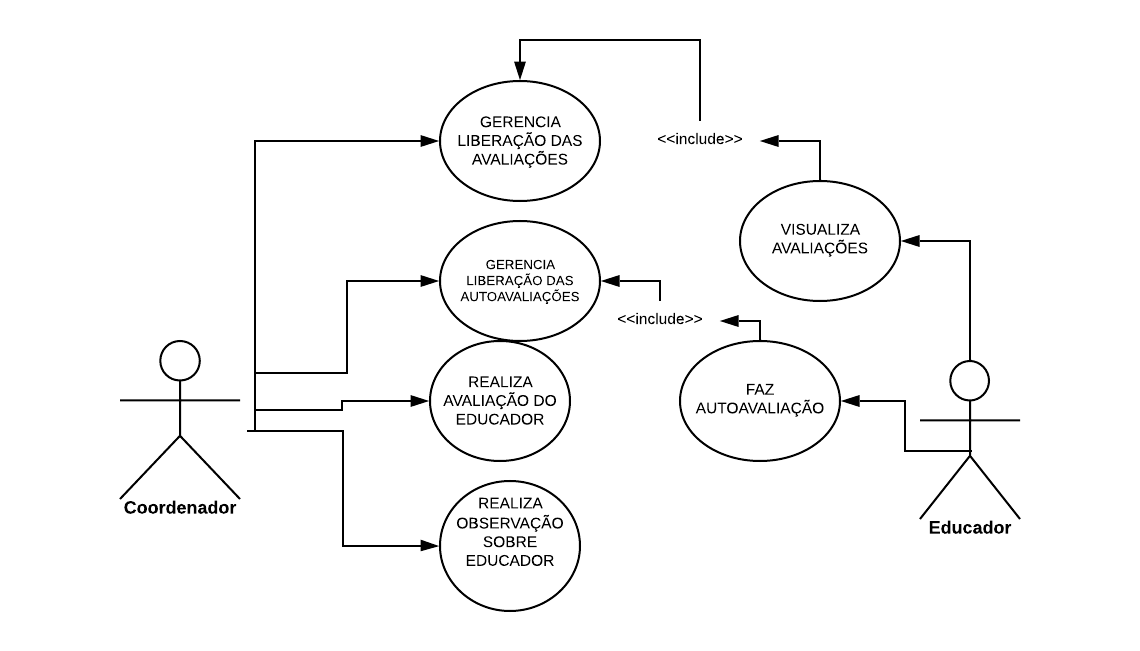 GERENCIA
LIBERAÇÃO DAS
AVALIAÇÕES
<<include>>
VISUALIZA
AVALIAÇÕES
GERENCIA
LIBERAÇÃO DAS
AUTOAVALIAÇÕES
<<include>>
REALIZA
AVALIAÇÃO DO
EDUCADOR
FAZ
AUTOAVALIAÇÃO
Coordenador
REALIZA
OBSERVAÇÃO
SOBRE
EDUCADOR
Educador